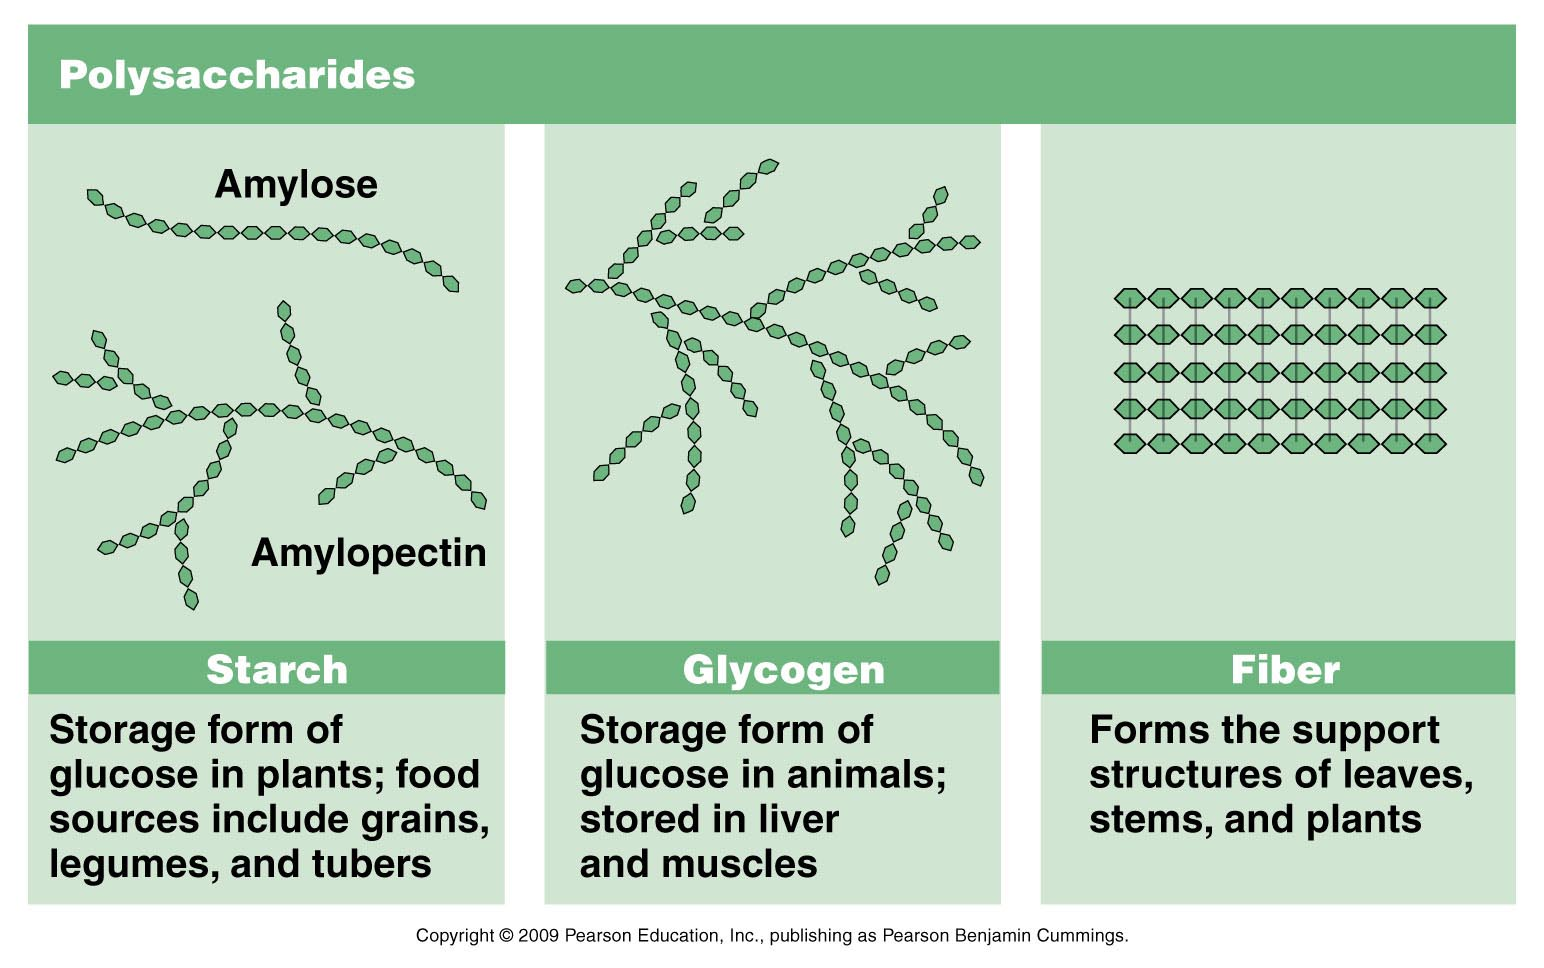 Polysaccharides
Amylose
Amylopectin
Starch
Storage form of
glucose in plants; food
sources include grains,
legumes, and tubers
Glycogen
Storage form of
glucose in animals;
stored in liver
and muscles
Fiber
Forms the support
structures of leaves,
stems, and plants
Copyright © 2009 Pearson Education, Inc., publishing as Pearson Benjamin Cummings.